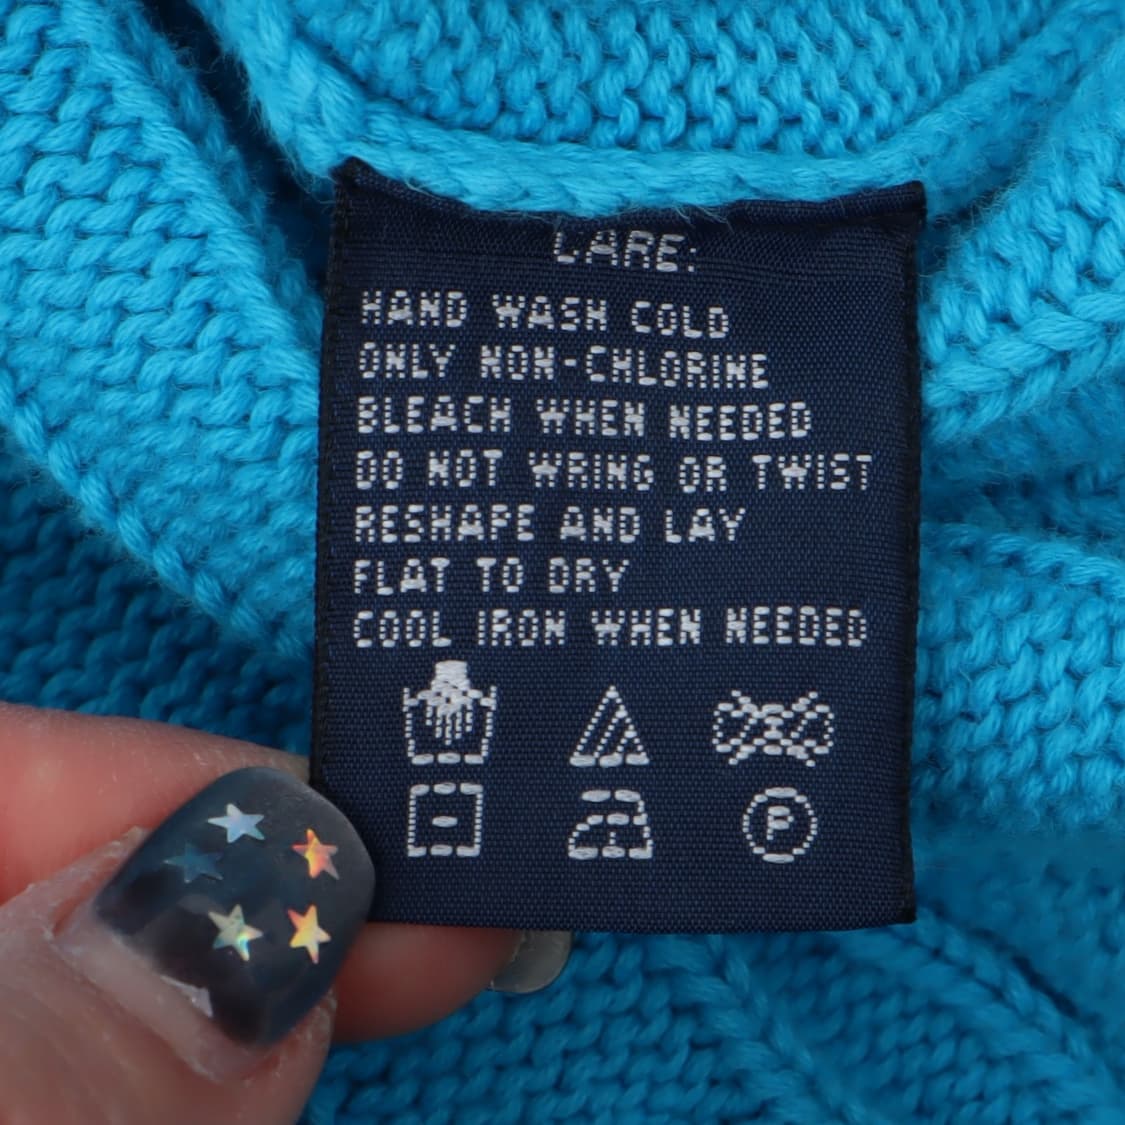 CARE:
HAND WASH COLD
ONLY NON-CHLORINE
BLEACH WHEN NEEDED
DO NOT WRING OR TWIST
RESHAPE AND LAY
FLAT TO DRY
COOL IRON WHEN NEEDED
P